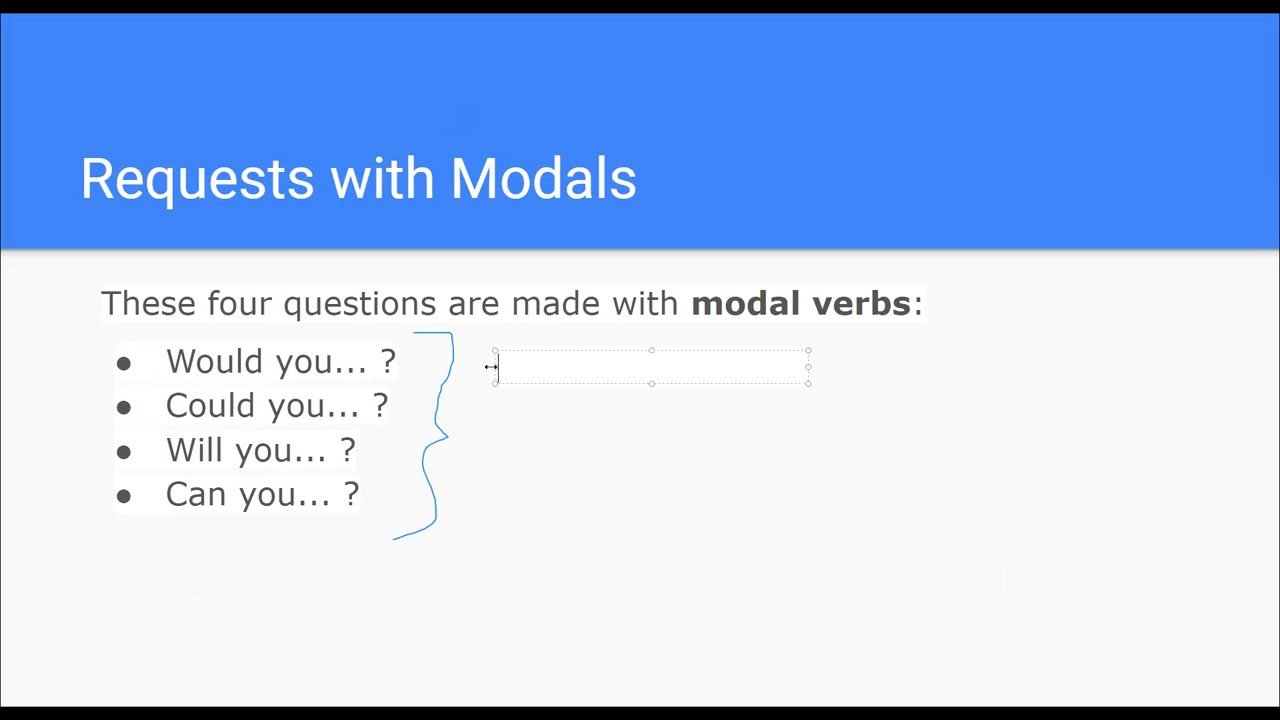 Requests with Modals
These four questions are made with modal verbs:
● Would you... ?
● Could you... ?
● Will you... ?
● Can you... ?